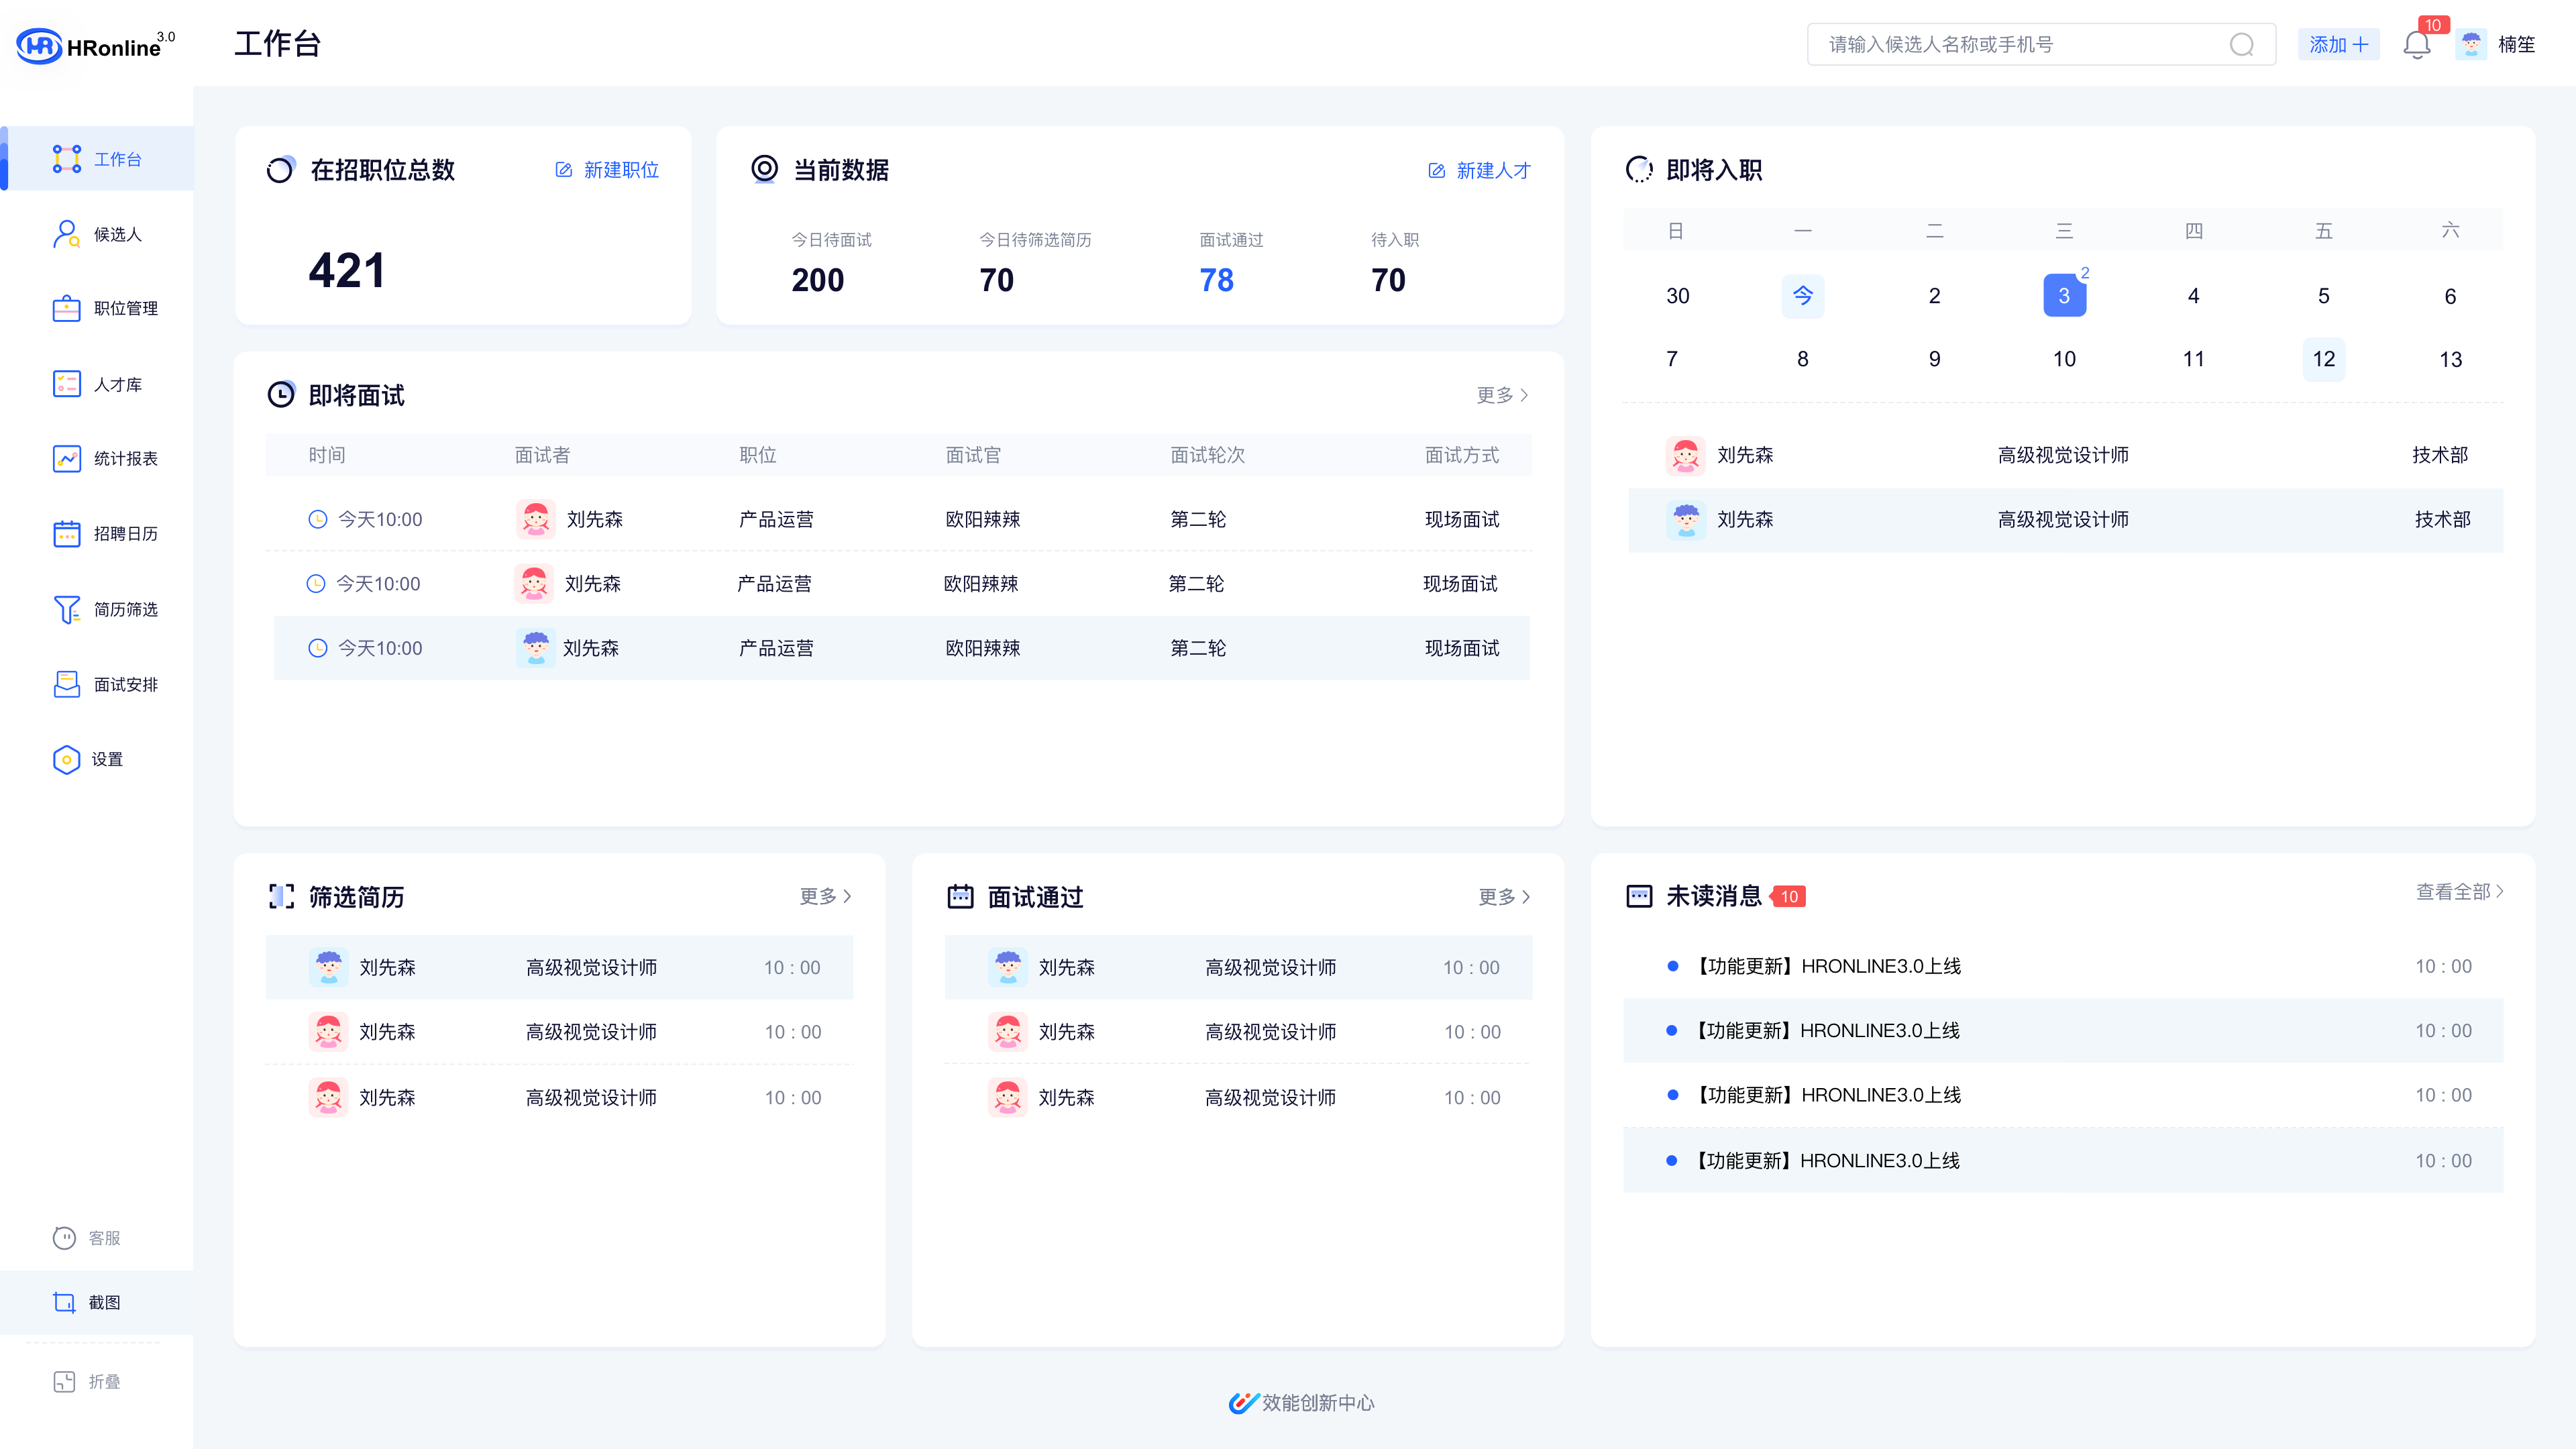 HRonline 3.0
工作台
请输入候选人名称或手机号
添加
10
楠笙
工作台
候选人
职位管理
人才库
统计报表
招聘日历
简历筛选
面试安排
设置
客服
截图
折叠
在招职位总数 新建职位
421
当前数据 新建人才
今日待面试 今日待筛选简历 面试通过 待入职
200 70 78 70
即将面试 更多
时间 面试者 职位 面试官 面试轮次 面试方式
今天10:00 刘先森 产品运营 欧阳辣辣 第二轮 现场面试
今天10:00 刘先森 产品运营 欧阳辣辣 第二轮 现场面试
今天10:00 刘先森 产品运营 欧阳辣辣 第二轮 现场面试
即将入职
日 一 二 三 四 五 六
30 今 2 3 2 4 5 6
7 8 9 10 11 12 13
刘先森 高级视觉设计师 技术部
刘先森 高级视觉设计师 技术部
筛选简历 更多
刘先森 高级视觉设计师 10 : 00
刘先森 高级视觉设计师 10 : 00
刘先森 高级视觉设计师 10 : 00
面试通过 更多
刘先森 高级视觉设计师 10 : 00
刘先森 高级视觉设计师 10 : 00
刘先森 高级视觉设计师 10 : 00
未读消息 10 查看全部
【功能更新】HRONLINE3.0上线 10 : 00
【功能更新】HRONLINE3.0上线 10 : 00
【功能更新】HRONLINE3.0上线 10 : 00
【功能更新】HRONLINE3.0上线 10 : 00
效能创新中心